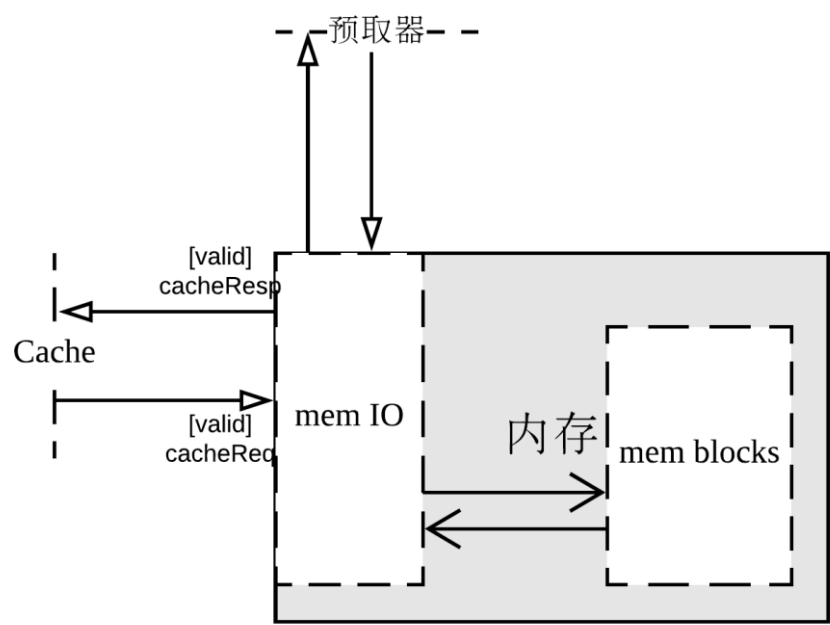 预取器
[valid]
cacheResp
Cache
[valid]
cacheReq
mem IO
内存
mem blocks